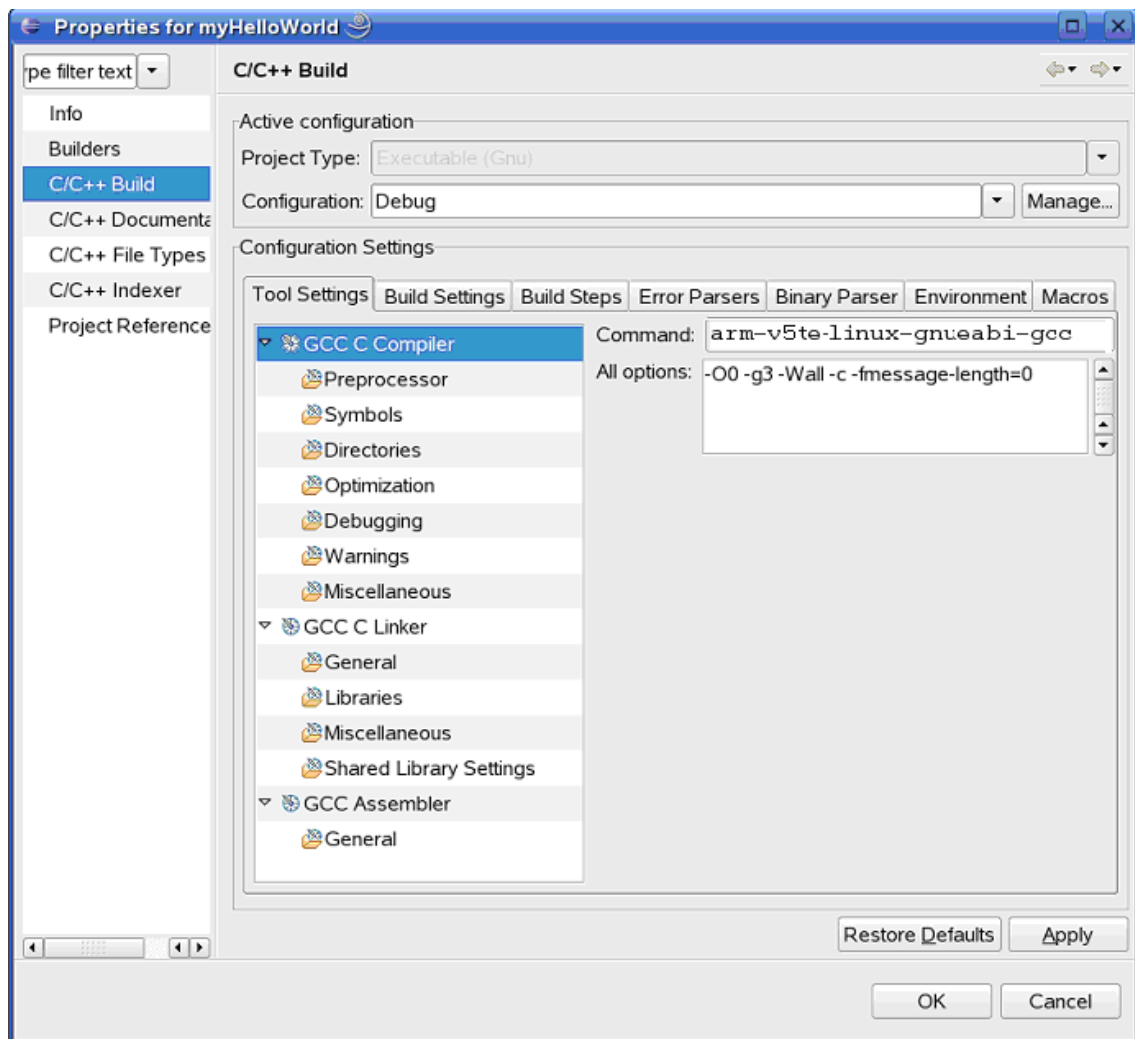 Properties for myHelloWorld
ype filter text
Info
Builders
C/C++ Build
C/C++ Documenta
C/C++ File Types
C/C++ Indexer
Project Reference
C/C++ Build
Active configuration
Project Type: Executable (Gnu)
Configuration: Debug Manage...
Configuration Settings
Tool Settings Build Settings Build Steps Error Parsers Binary Parser Environment Macros
GCC C Compiler
Preprocessor
Symbols
Directories
Optimization
Debugging
Warnings
Miscellaneous
GCC C Linker
General
Libraries
Miscellaneous
Shared Library Settings
GCC Assembler
General
Command: arm-v5te-linux-gnueabi-gcc
All options: -O0 -g3 -Wall -c -fmessage-length=0
Restore Defaults Apply
OK Cancel